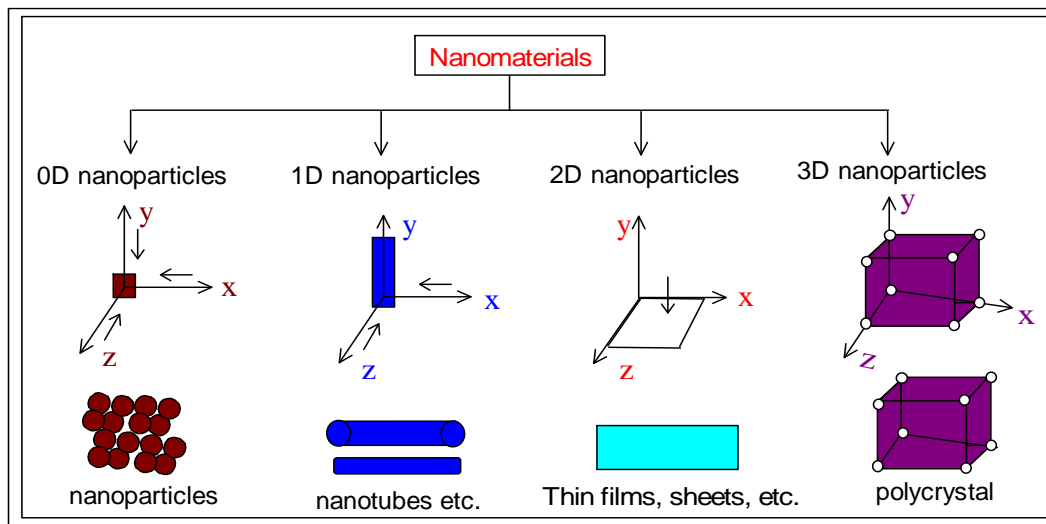 Nanomaterials
0D nanoparticles
1D nanoparticles
2D nanoparticles
3D nanoparticles
y
x
z
y
x
z
y
x
z
y
x
z
nanoparticles
nanotubes etc.
Thin films, sheets, etc.
polycrystal